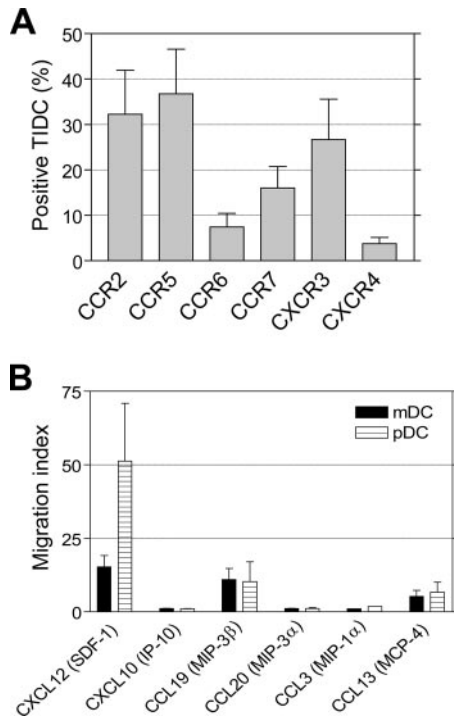 A
Positive TIDC (%)
50
40
30
20
10
0
CCR2
CCR5
CCR6
CCR7
CXCR3
CXCR4
B
Migration index
75
50
25
0
mDC
pDC
CXCL12 (SDF-1)
CXCL10 (IP-10)
CCL19 (MIP-3β)
CCL20 (MIP-3α)
CCL3 (MIP-1α)
CCL13 (MCP-4)